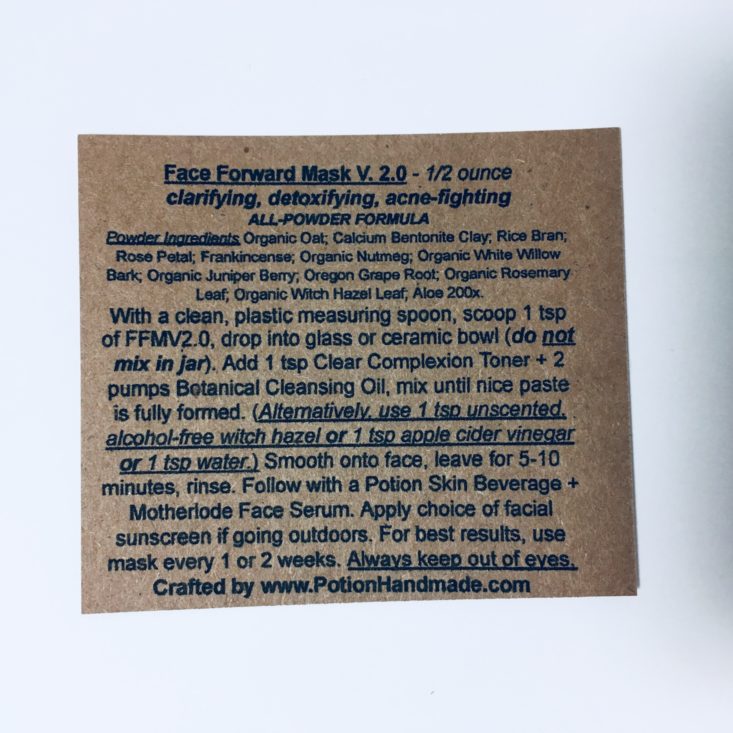 Face Forward Mask V. 2.0 - 1/2 ounce
clarifying, detoxifying, acne-fighting
ALL-POWDER FORMULA
Powder Ingredients Organic Oat; Calcium Bentonite Clay; Rice Bran;
Rose Petal; Frankincense; Organic Nutmeg; Organic White Willow
Bark; Organic Juniper Berry; Oregon Grape Root; Organic Rosemary
Leaf; Organic Witch Hazel Leaf; Aloe 200x.
With a clean, plastic measuring spoon, scoop 1 tsp
of FFMV2.0, drop into glass or ceramic bowl (do not
mix in jar). Add 1 tsp Clear Complexion Toner + 2
pumps Botanical Cleansing Oil, mix until nice paste
is fully formed. (Alternatively, use 1 tsp unscented,
alcohol-free witch hazel or 1 tsp apple cider vinegar
or 1 tsp water.) Smooth onto face, leave for 5-10
minutes, rinse. Follow with a Potion Skin Beverage +
Motherlode Face Serum. Apply choice of facial
sunscreen if going outdoors. For best results, use
mask every 1 or 2 weeks. Always keep out of eyes.
Crafted by www.PotionHandmade.com